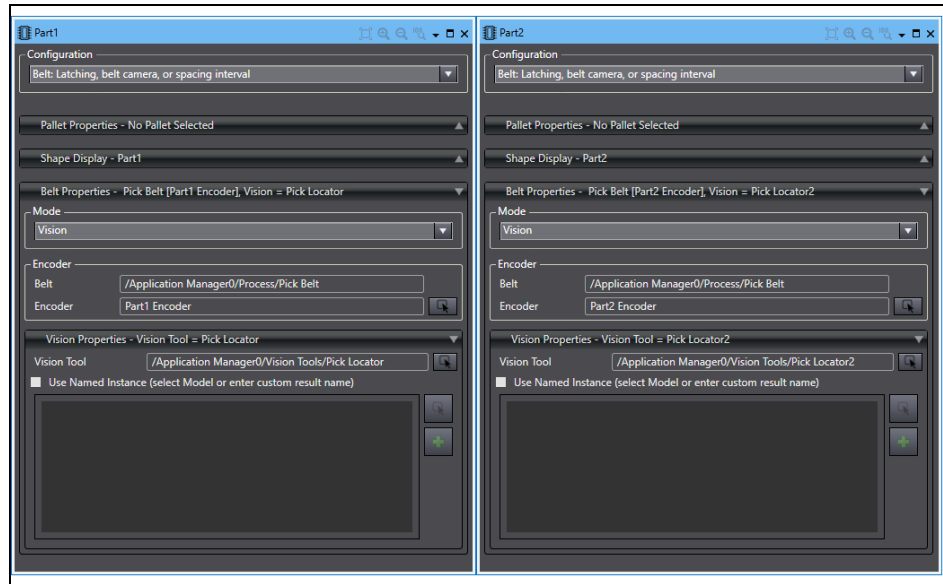 Part1
Configuration
Belt: Latching, belt camera, or spacing interval
Pallet Properties - No Pallet Selected
Shape Display - Part1
Belt Properties - Pick Belt [Part1 Encoder], Vision = Pick Locator
Mode
Vision
Encoder
Belt /Application Manager0/Process/Pick Belt
Encoder Part1 Encoder
Vision Properties - Vision Tool = Pick Locator
Vision Tool /Application Manager0/Vision Tools/Pick Locator
Use Named Instance (select Model or enter custom result name)
Part2
Configuration
Belt: Latching, belt camera, or spacing interval
Pallet Properties - No Pallet Selected
Shape Display - Part2
Belt Properties - Pick Belt [Part2 Encoder], Vision = Pick Locator2
Mode
Vision
Encoder
Belt /Application Manager0/Process/Pick Belt
Encoder Part2 Encoder
Vision Properties - Vision Tool = Pick Locator2
Vision Tool /Application Manager0/Vision Tools/Pick Locator2
Use Named Instance (select Model or enter custom result name)